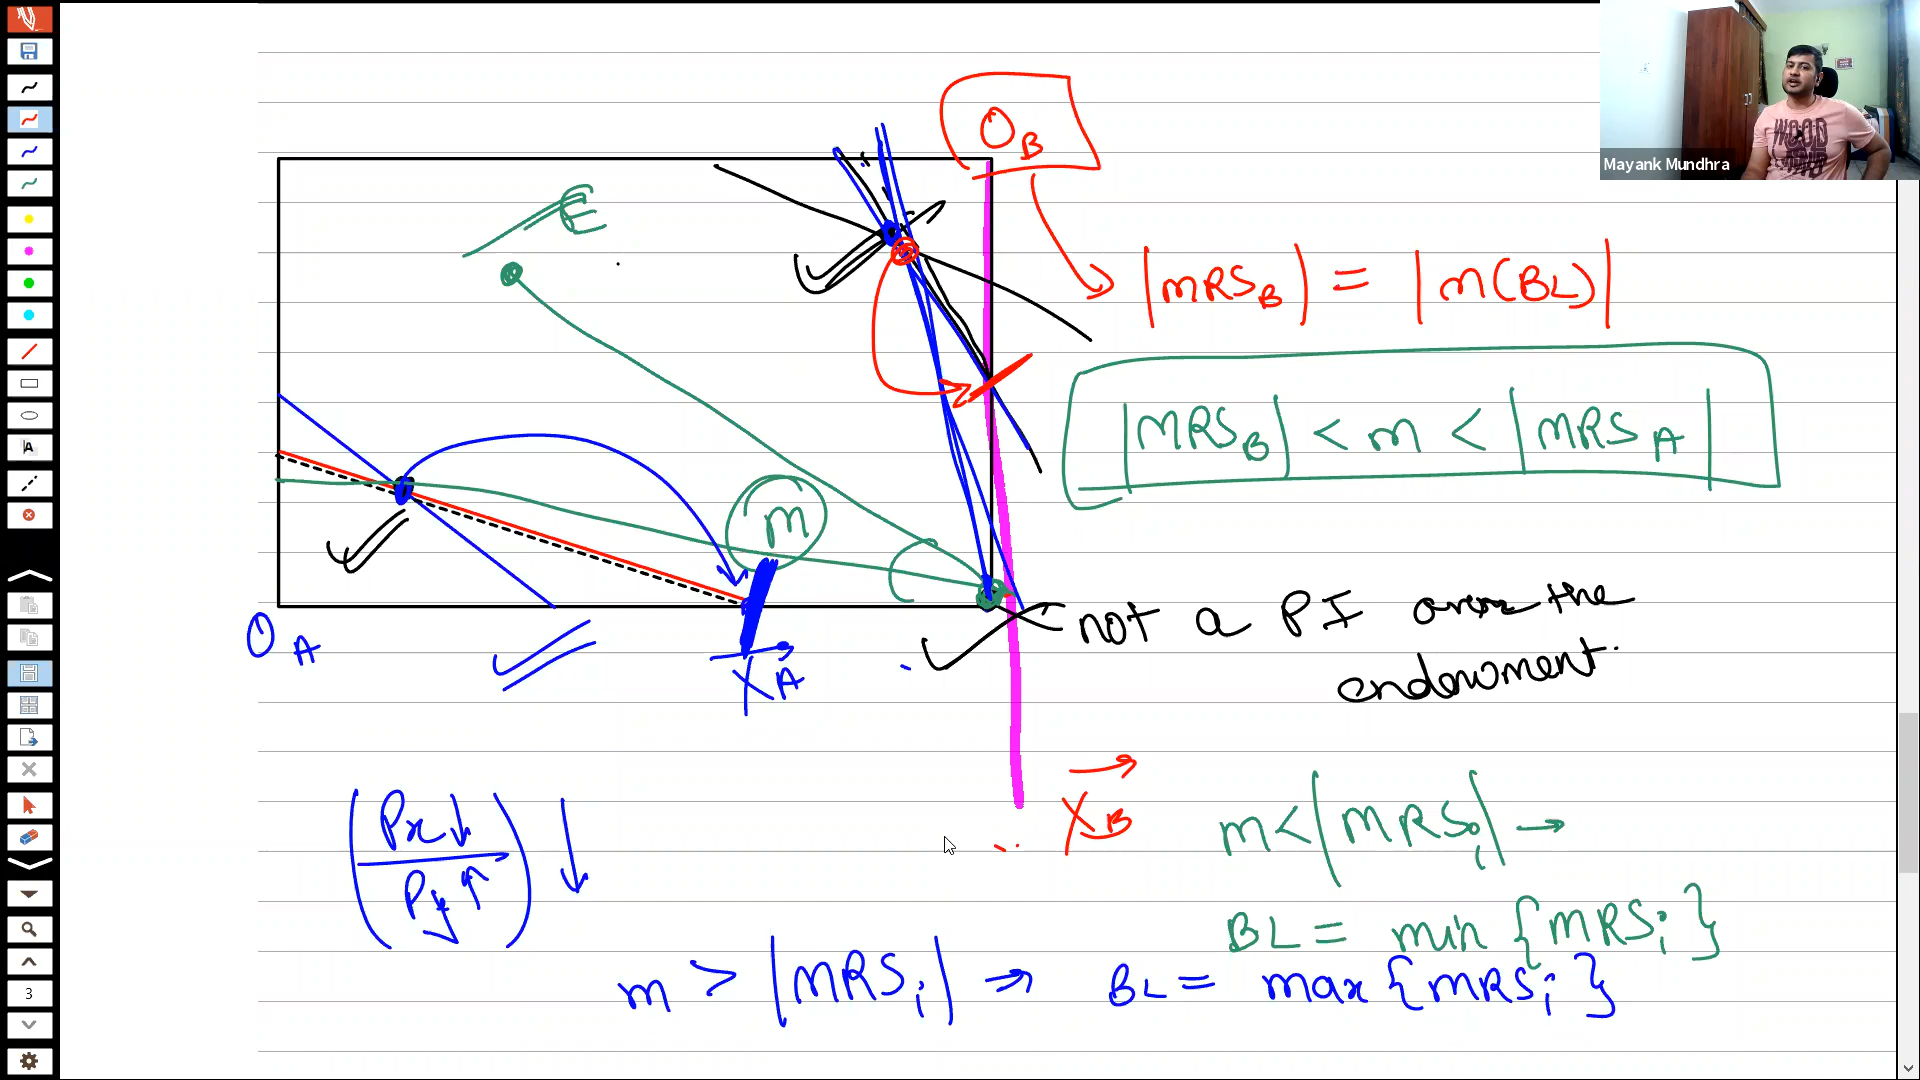 O_B
Mayank Mundhra
E
|MRS_B| = |m(BL)|
|MRS_B| < m < |MRS_A|
m
not a PI over the
endowment.
O_A
X_A
X_B
(Px↓ / Py↑) ↓
m < |MRS_i| →
BL = min {MRS_i}
m > |MRS_i| ⇒ BL = max {MRS_i}
A
3